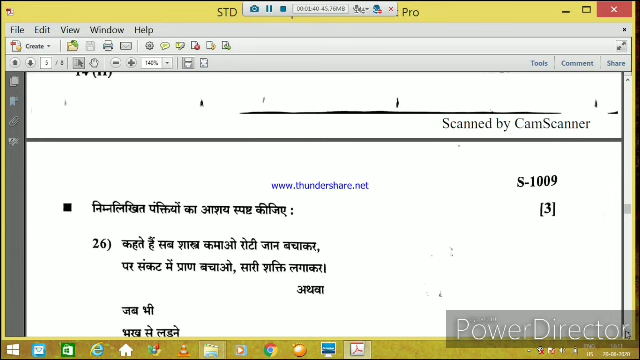 STD
00:01:40-45.76MB
Pro
File Edit View Window Help
Create
5 / 8
140%
Tools Comment Share
14 (H)
Scanned by CamScanner
www.thundershare.net
S-1009
■ निम्नलिखित पंक्तियों का आशय स्पष्ट कीजिए : [3]
26) कहते हैं सब शास्त्र कमाओ रोटी जान बचाकर,
पर संकट में प्राण बचाओ, सारी शक्ति लगाकर।
अथवा
जब भी
भूख से लड़ने
PowerDirector